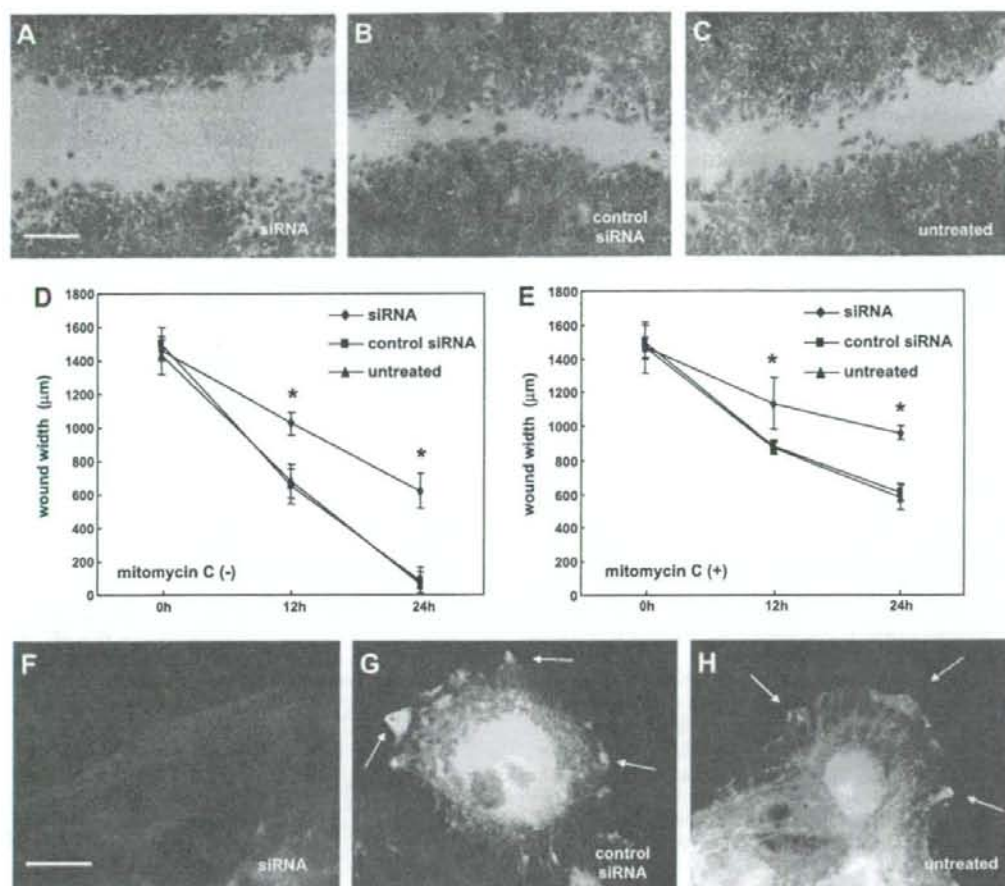 A
siRNA
B
control
siRNA
C
untreated
D
wound width (μm)
1800
1600
1400
1200
1000
800
600
400
200
0
0h
12h
24h
siRNA
control siRNA
untreated
*
*
mitomycin C (-)
E
wound width (μm)
1800
1600
1400
1200
1000
800
600
400
200
0
0h
12h
24h
siRNA
control siRNA
untreated
*
*
mitomycin C (+)
F
siRNA
G
control
siRNA
H
untreated